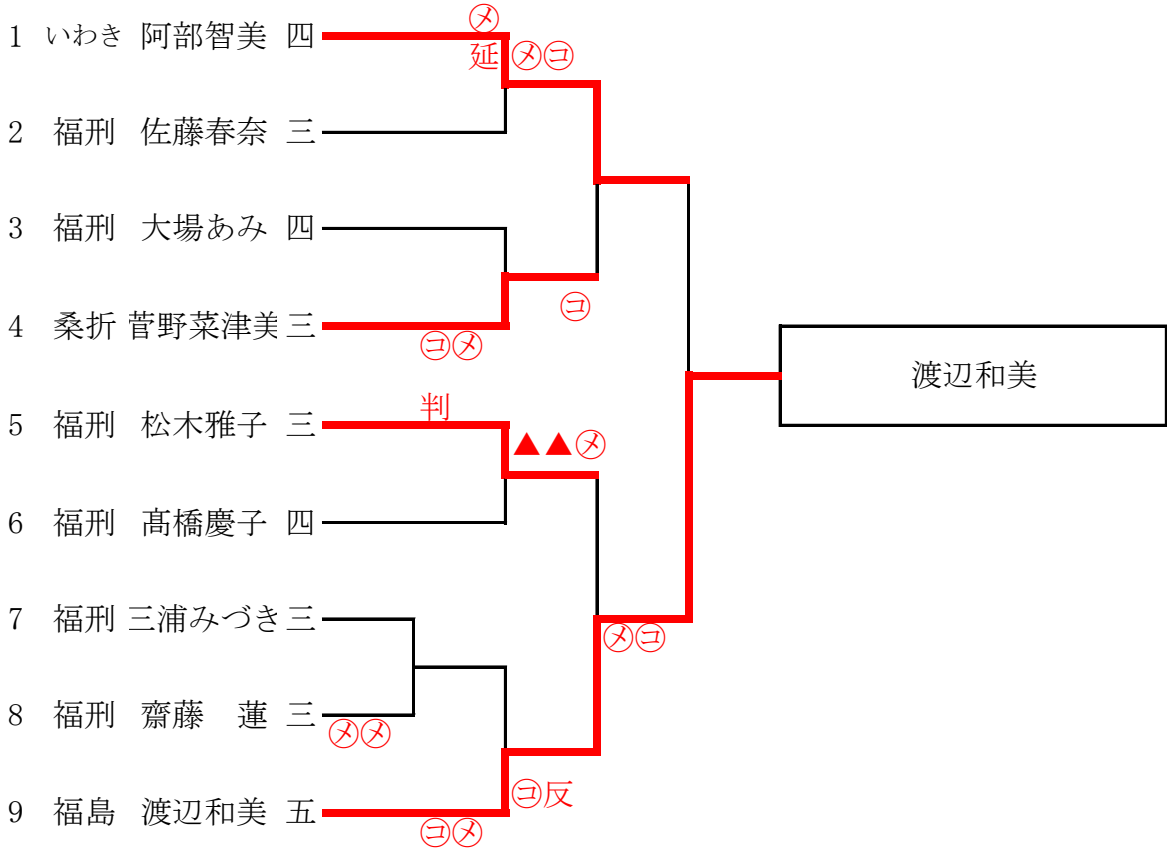 ㋱
1 いわき 阿部智美 四
延 ㋱㋙
2 福刑 佐藤春奈 三
3 福刑 大場あみ 四
㋙
4 桑折 菅野菜津美 三
㋙㋱
渡辺和美
判
5 福刑 松木雅子 三
▲▲㋱
6 福刑 髙橋慶子 四
7 福刑 三浦みづき 三
㋱㋙
8 福刑 齋藤 蓮 三
㋱㋱
㋙反
9 福島 渡辺和美 五
㋙㋱